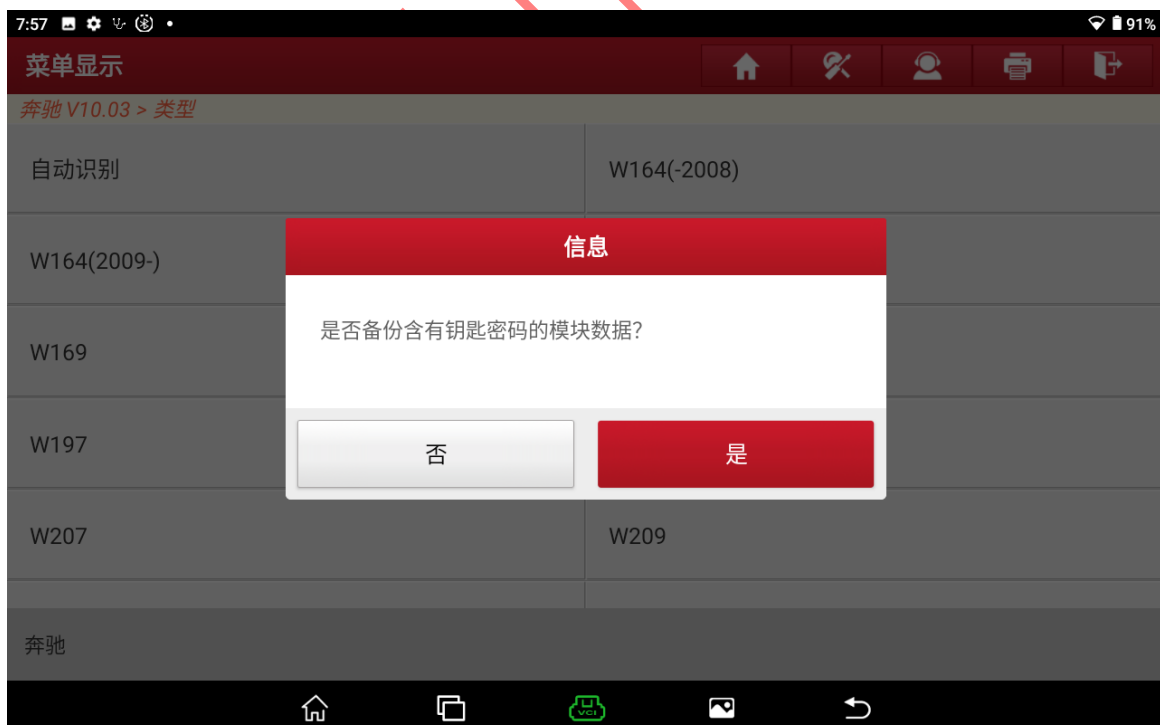 7:57
91%
菜单显示
奔驰 V10.03 > 类型
自动识别
W164(-2008)
W164(2009-)
信息
是否备份含有钥匙密码的模块数据?
W169
W197
否
是
W207
W209
奔驰
VCI